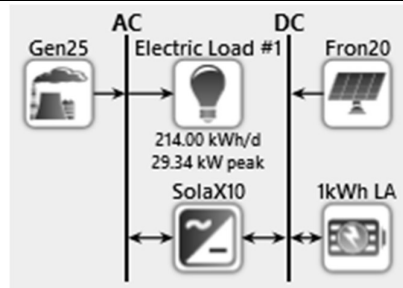 AC DC
Gen25 Electric Load #1 Fron20
214.00 kWh/d
29.34 kW peak
SolaX10 1kWh LA